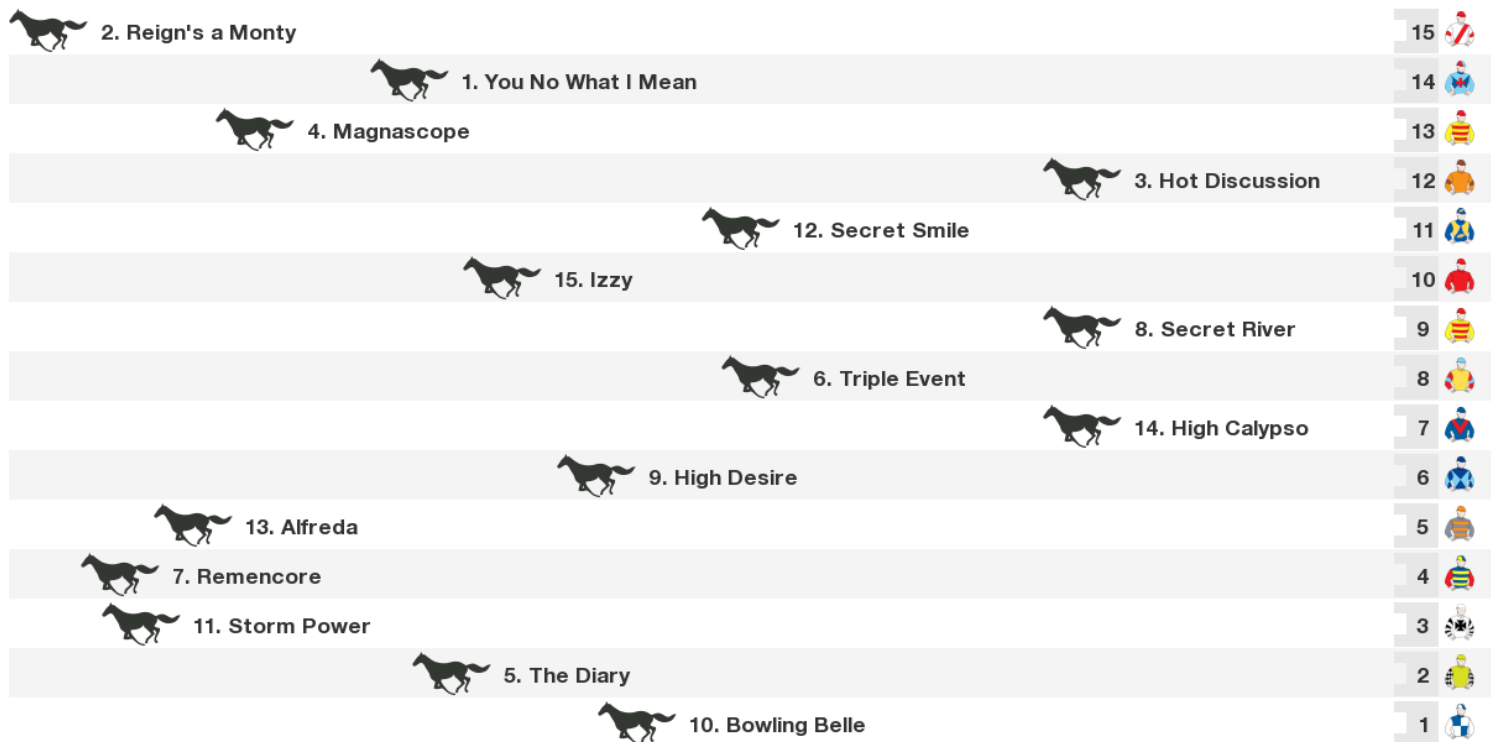 2. Reign's a Monty 15
1. You No What I Mean 14
4. Magnascope 13
3. Hot Discussion 12
12. Secret Smile 11
15. Izzy 10
8. Secret River 9
6. Triple Event 8
14. High Calypso 7
9. High Desire 6
13. Alfreda 5
7. Remencore 4
11. Storm Power 3
5. The Diary 2
10. Bowling Belle 1